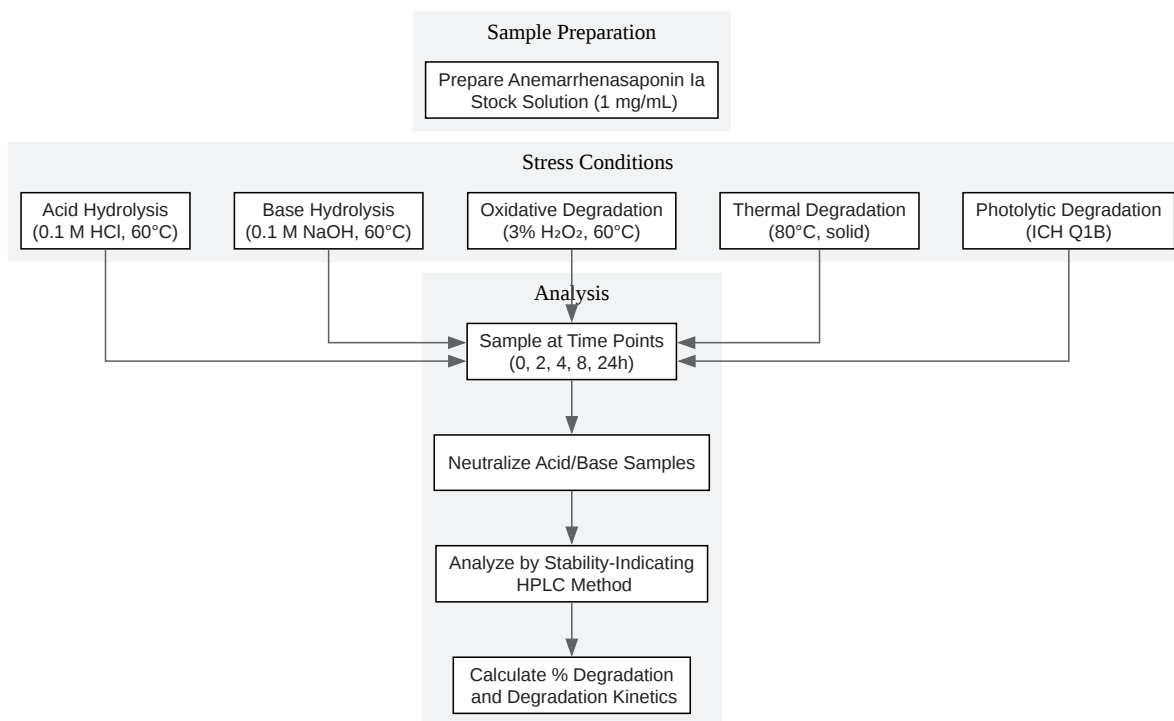 Sample Preparation
Prepare Anemarrhenasaponin Ia
Stock Solution (1 mg/mL)
Stress Conditions
Acid Hydrolysis
(0.1 M HCl, 60°C)
Base Hydrolysis
(0.1 M NaOH, 60°C)
Oxidative Degradation
(3% H₂O₂, 60°C)
Thermal Degradation
(80°C, solid)
Photolytic Degradation
(ICH Q1B)
Analysis
Sample at Time Points
(0, 2, 4, 8, 24h)
Neutralize Acid/Base Samples
Analyze by Stability-Indicating
HPLC Method
Calculate % Degradation
and Degradation Kinetics